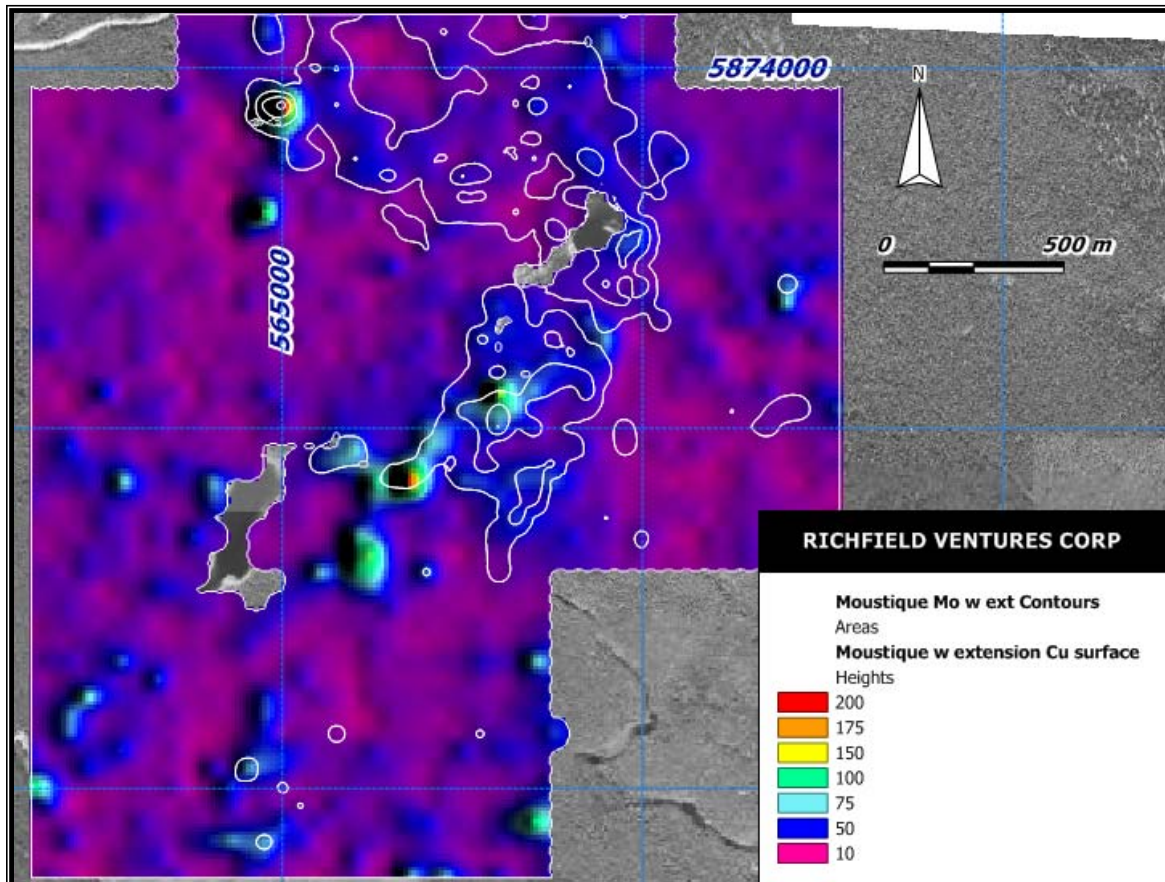 5874000
N
0 500 m
565000
RICHFIELD VENTURES CORP
Moustique Mo w ext Contours
Areas
Moustique w extension Cu surface
Heights
200
175
150
100
75
50
10